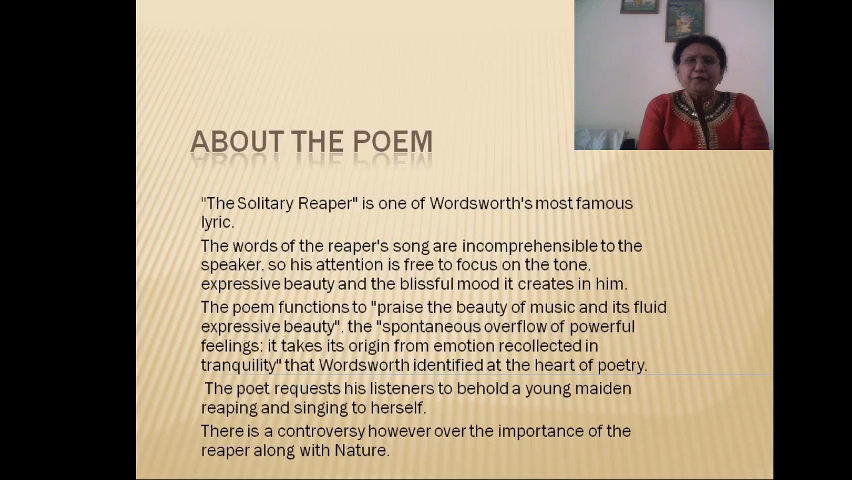 ABOUT THE POEM
"The Solitary Reaper" is one of Wordsworth's most famous
lyric.
The words of the reaper's song are incomprehensible to the
speaker, so his attention is free to focus on the tone,
expressive beauty and the blissful mood it creates in him.
The poem functions to "praise the beauty of music and its fluid
expressive beauty", the "spontaneous overflow of powerful
feelings: it takes its origin from emotion recollected in
tranquility" that Wordsworth identified at the heart of poetry.
The poet requests his listeners to behold a young maiden
reaping and singing to herself.
There is a controversy however over the importance of the
reaper along with Nature.